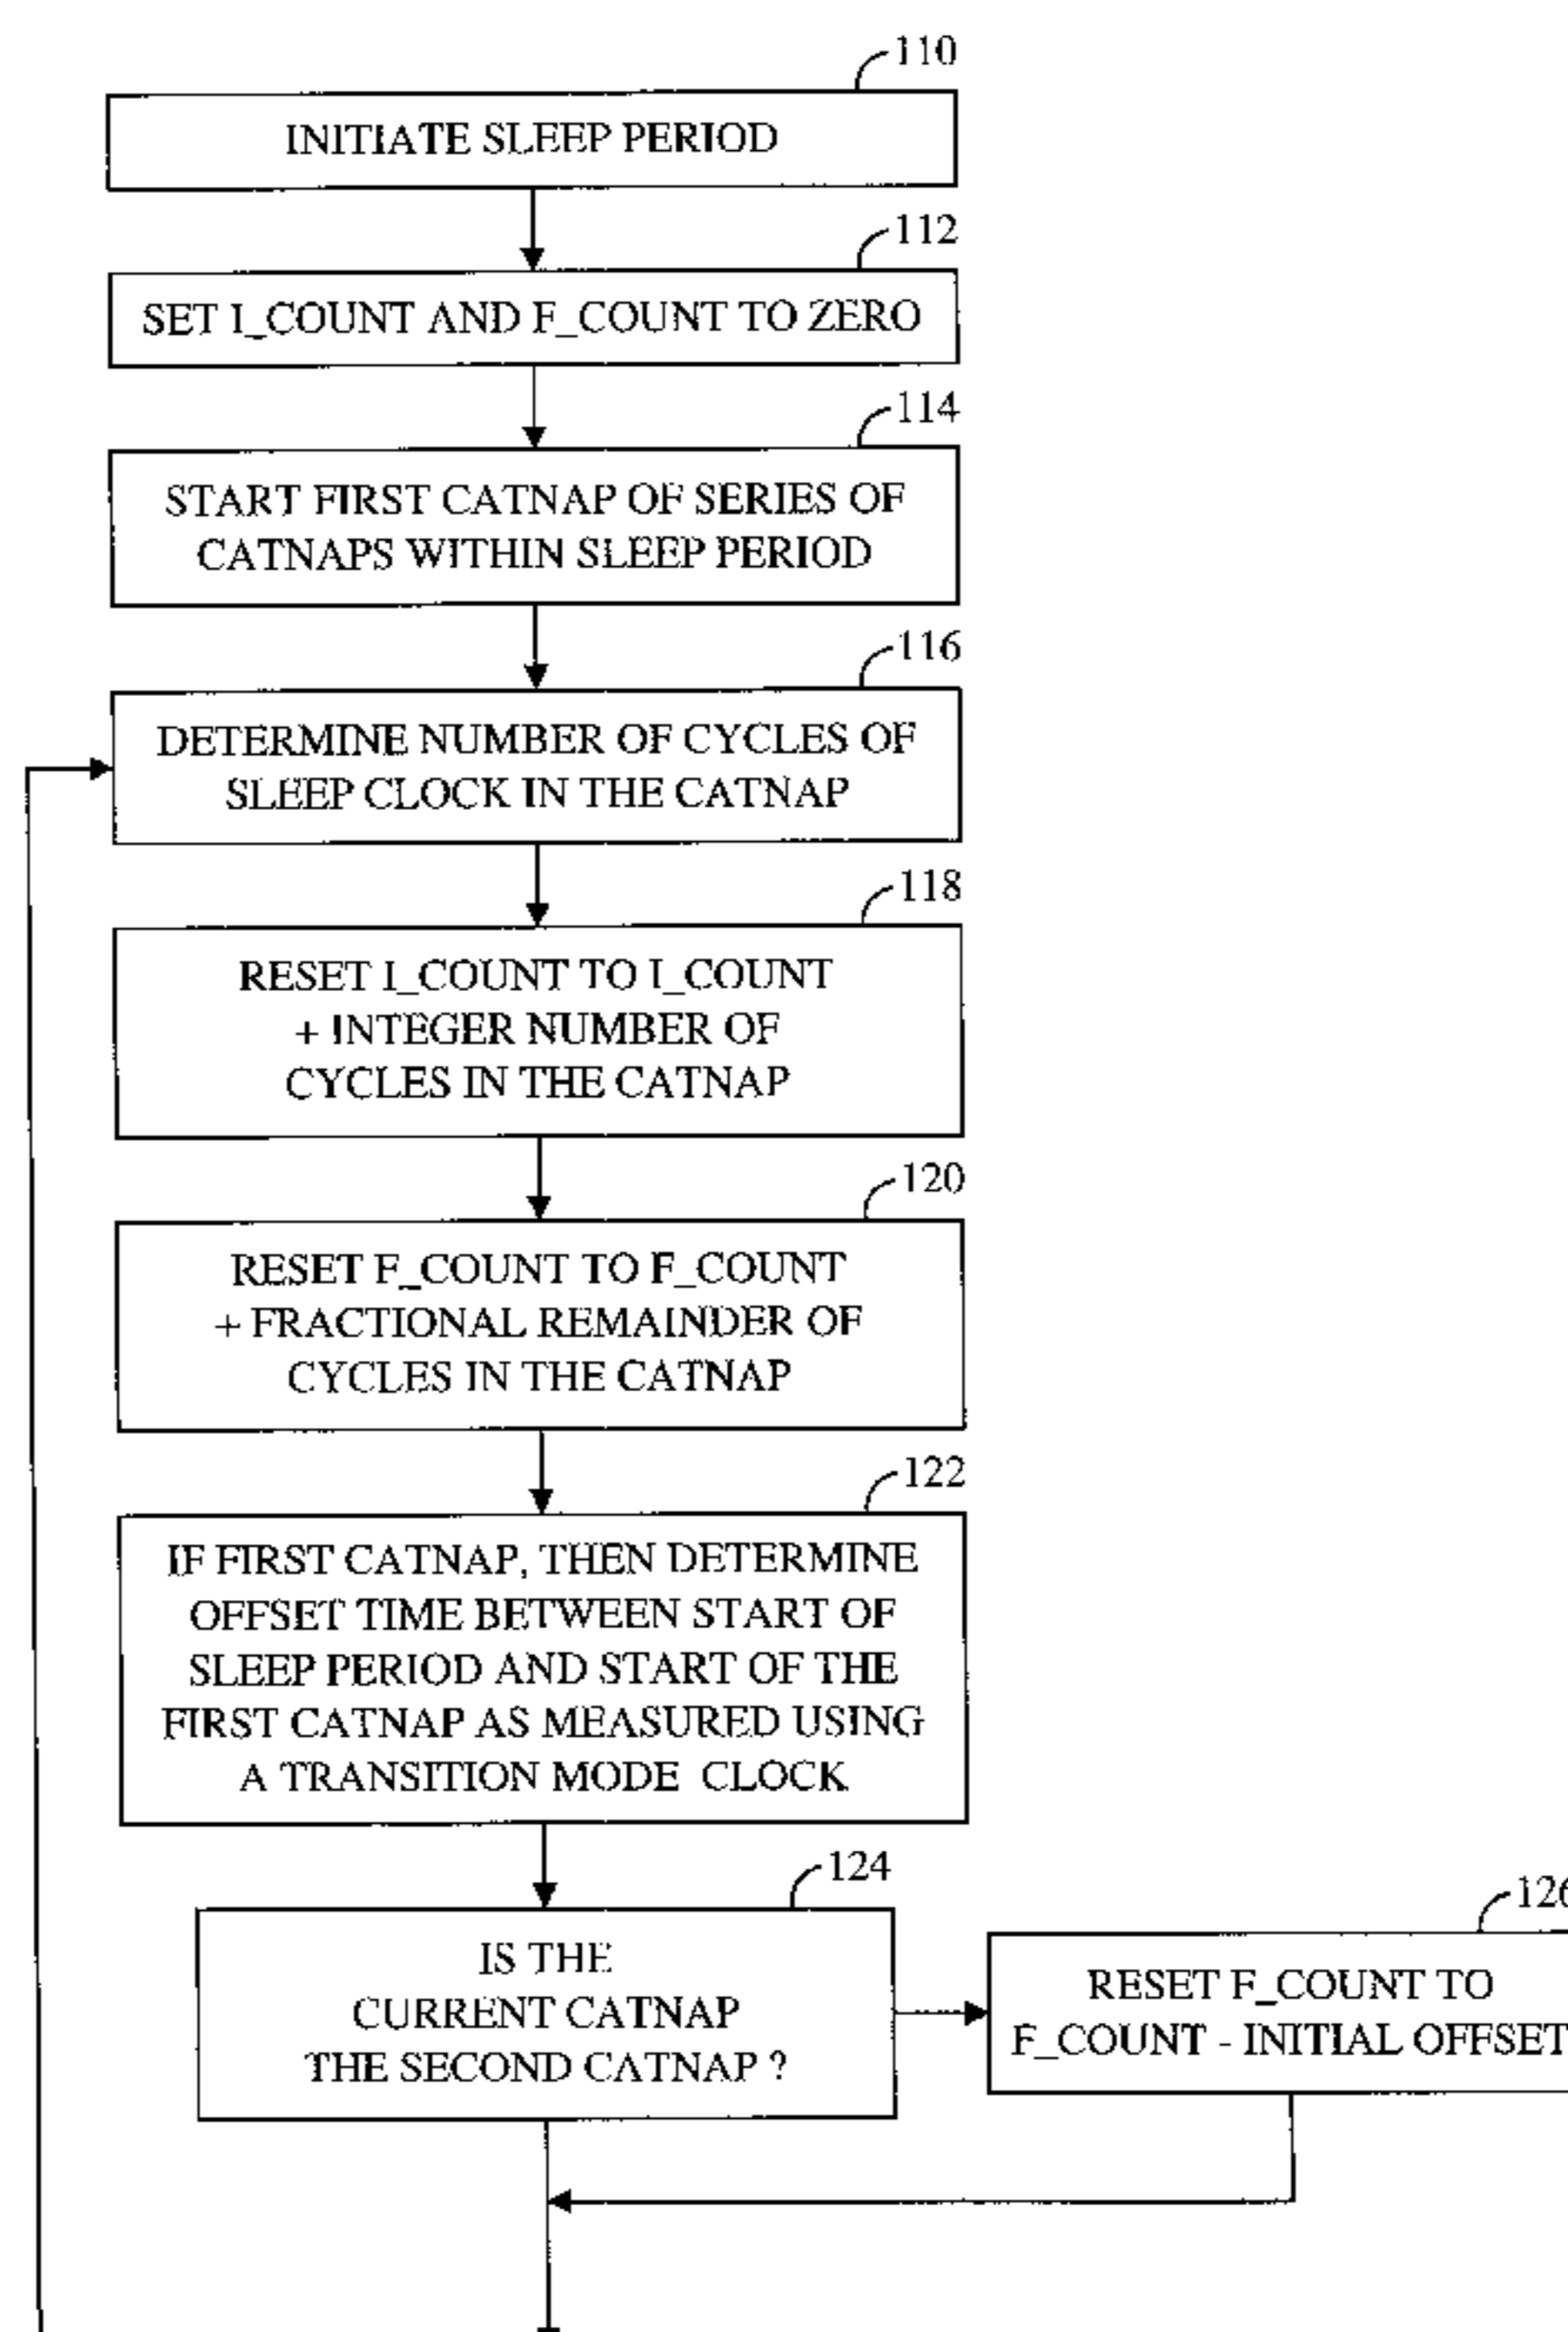 110
INITIATE SLEEP PERIOD
112
SET I_COUNT AND F_COUNT TO ZERO
114
START FIRST CATNAP OF SERIES OF
CATNAPS WITHIN SLEEP PERIOD
116
DETERMINE NUMBER OF CYCLES OF
SLEEP CLOCK IN THE CATNAP
118
RESET I_COUNT TO I_COUNT
+ INTEGER NUMBER OF
CYCLES IN THE CATNAP
120
RESET F_COUNT TO F_COUNT
+ FRACTIONAL REMAINDER OF
CYCLES IN THE CATNAP
122
IF FIRST CATNAP, THEN DETERMINE
OFFSET TIME BETWEEN START OF
SLEEP PERIOD AND START OF THE
FIRST CATNAP AS MEASURED USING
A TRANSITION MODE CLOCK
124
IS THE
CURRENT CATNAP
THE SECOND CATNAP ?
126
RESET F_COUNT TO
F_COUNT - INITIAL OFFSET